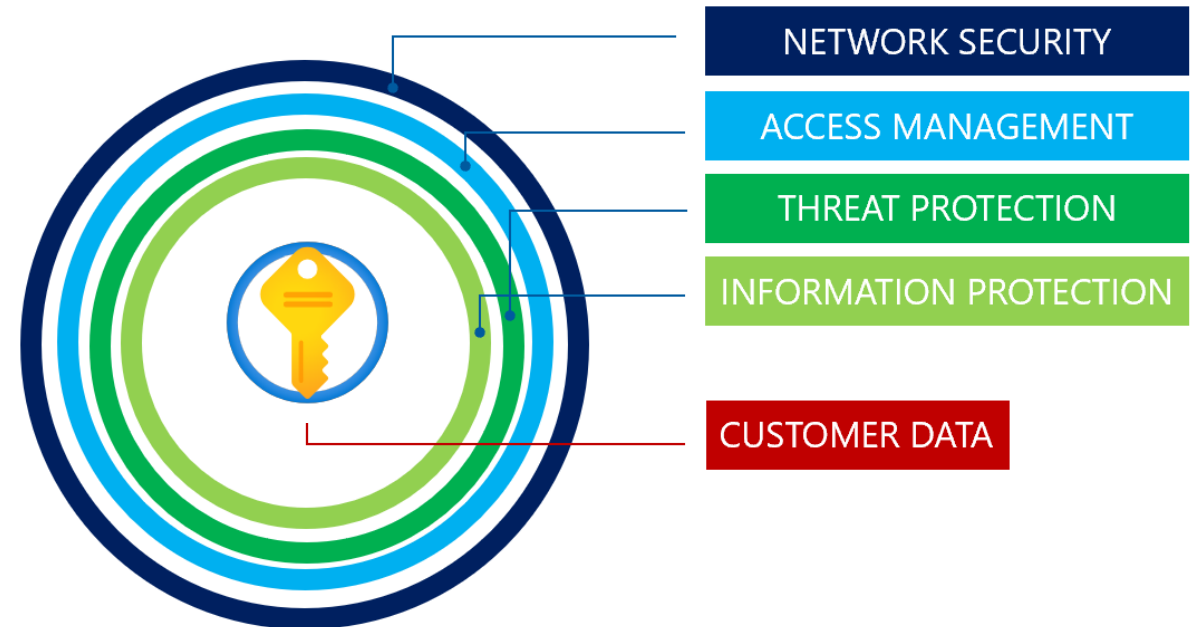 NETWORK SECURITY
ACCESS MANAGEMENT
THREAT PROTECTION
INFORMATION PROTECTION
CUSTOMER DATA